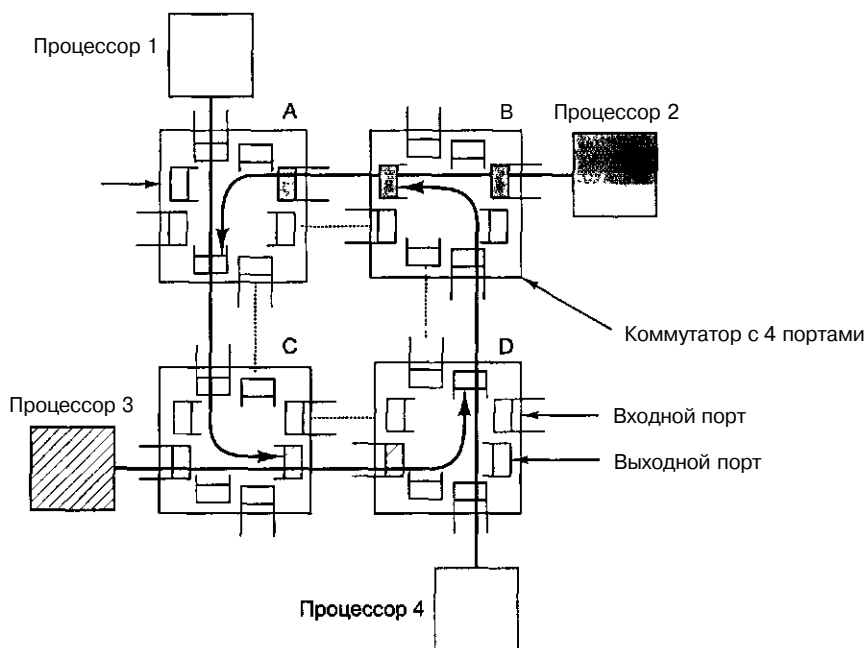 Процессор 1
A
B
Процессор 2
Коммутатор с 4 портами
C
D
Процессор 3
Входной порт
Выходной порт
Процессор 4